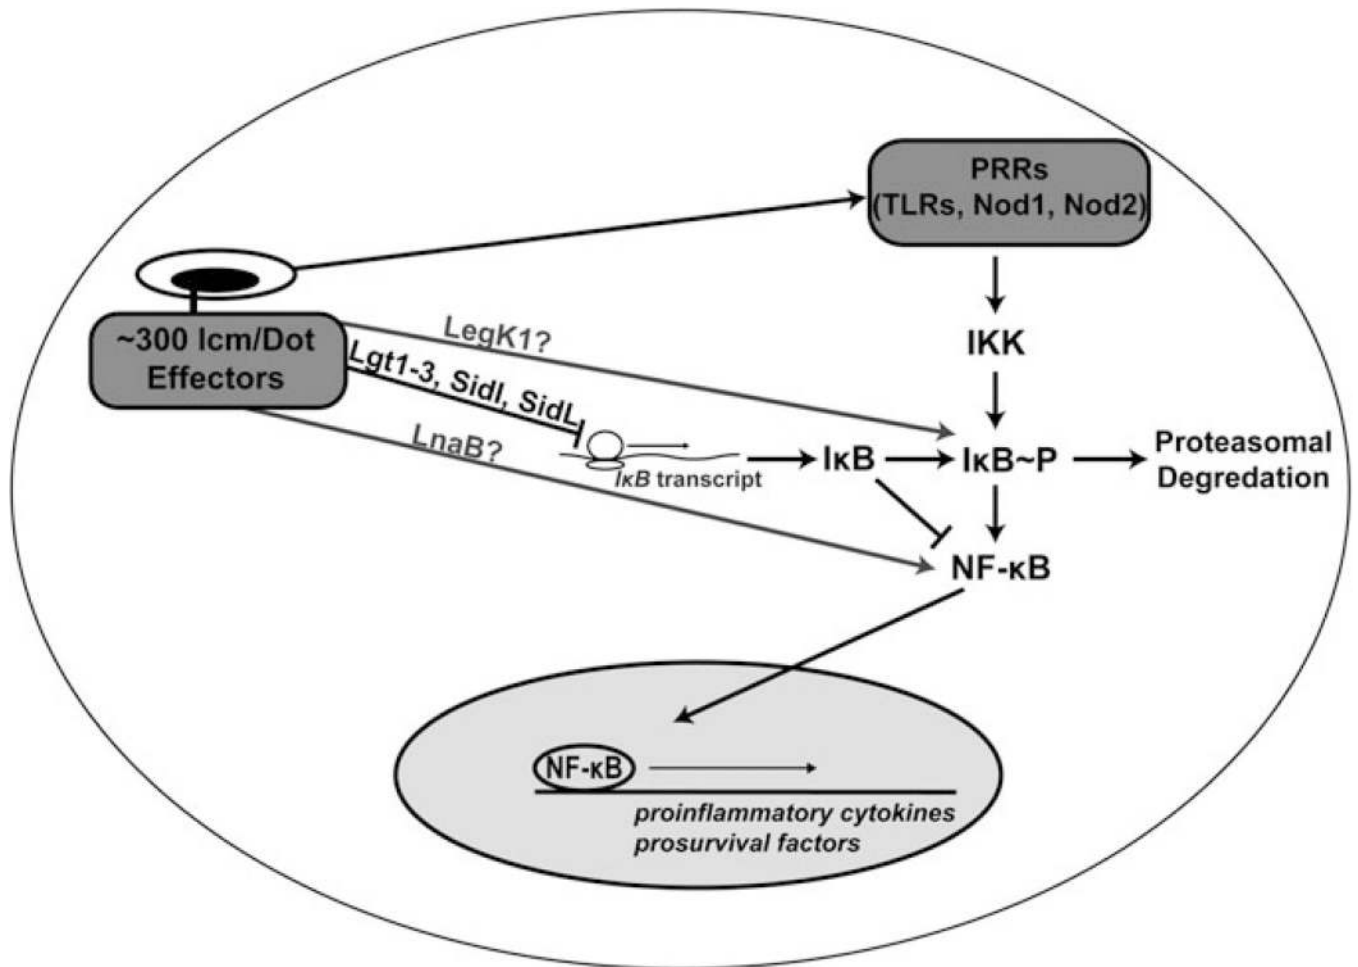 PRRs
(TLRs, Nod1, Nod2)
~300 Icm/Dot
Effectors
LegK1?
Lgt1-3, SidI, SidL
LnaB?
IKK
IκB transcript
IκB
IκB~P
Proteasomal
Degredation
NF-κB
NF-κB
proinflammatory cytokines
prosurvival factors